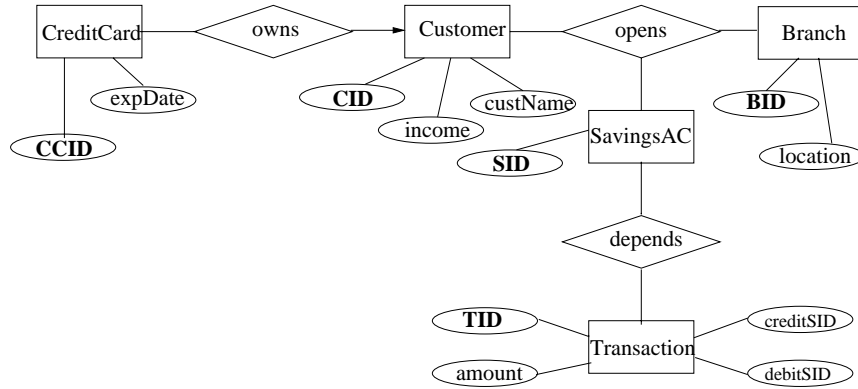 CreditCard
owns
Customer
opens
Branch
expDate
CID
custName
BID
CCID
income
SID
SavingsAC
location
depends
TID
creditSID
Transaction
amount
debitSID